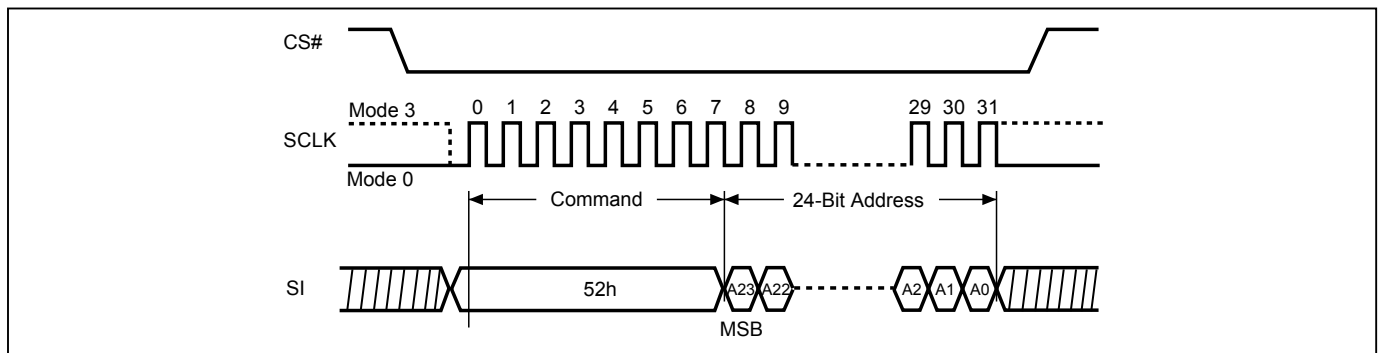 CS#
Mode 3
0 1 2 3 4 5 6 7 8 9 29 30 31
SCLK
Mode 0
Command 24-Bit Address
SI 52h A23 A22 A2 A1 A0
MSB